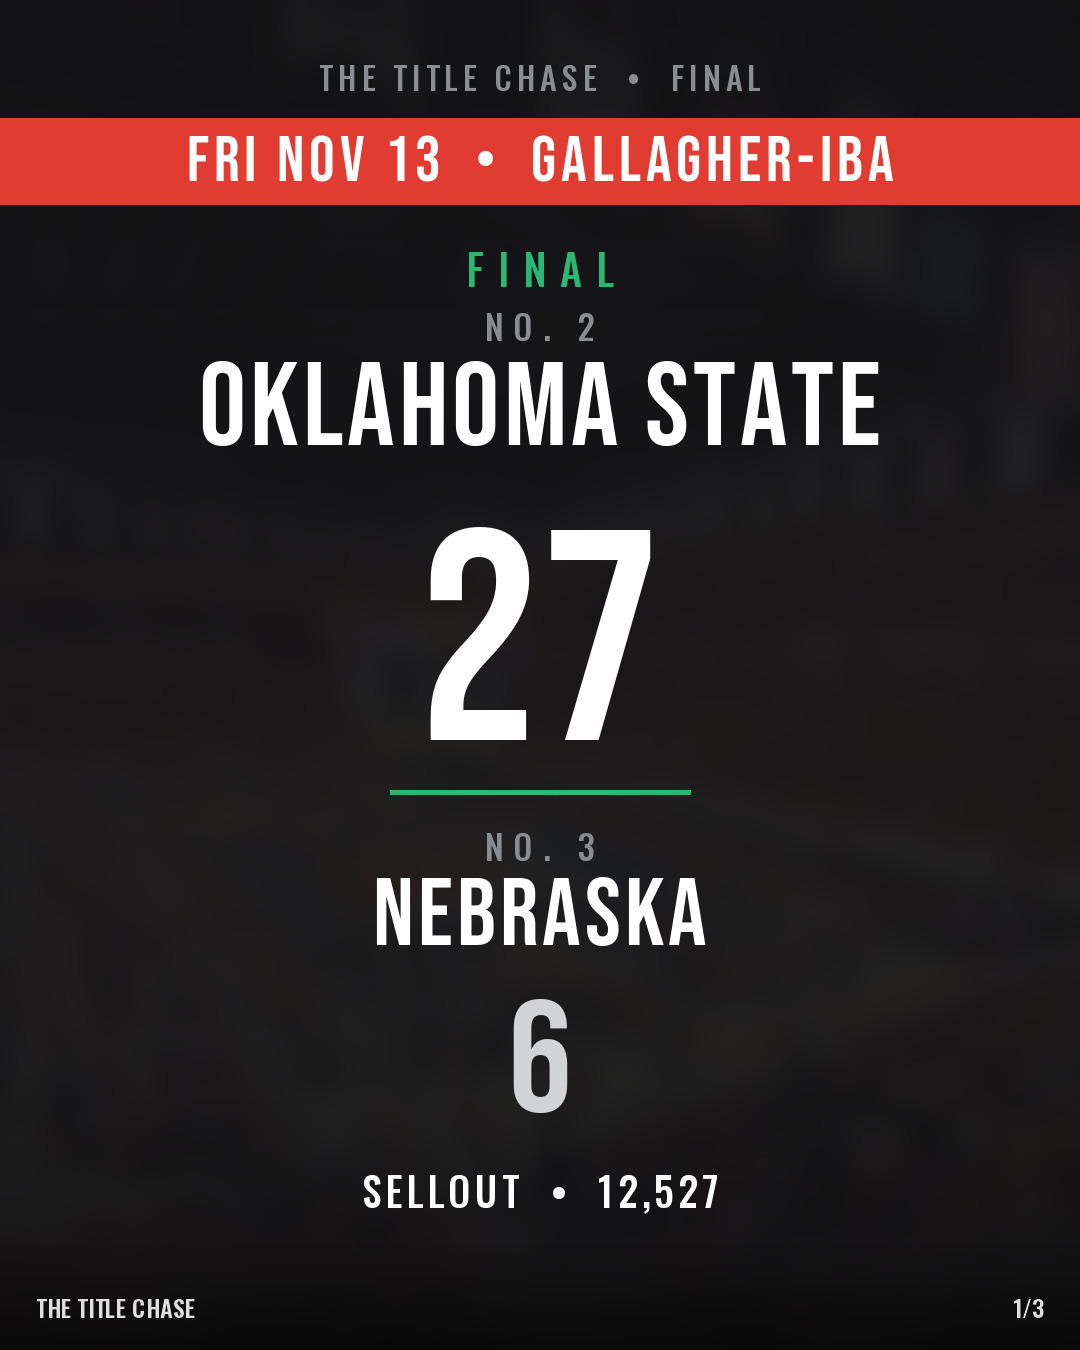 THE TITLE CHASE • FINAL
FRI NOV 13 • GALLAGHER-IBA
FINAL
NO. 2
OKLAHOMA STATE
27
NO. 3
NEBRASKA
6
SELLOUT • 12,527
THE TITLE CHASE
1/3